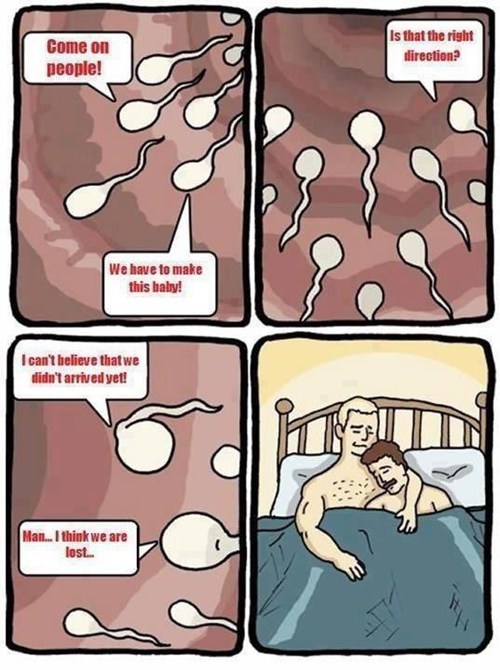 Come on
people!
We have to make
this baby!
Is that the right
direction?
I can't believe that we
didn't arrived yet!
Man... I think we are
lost...